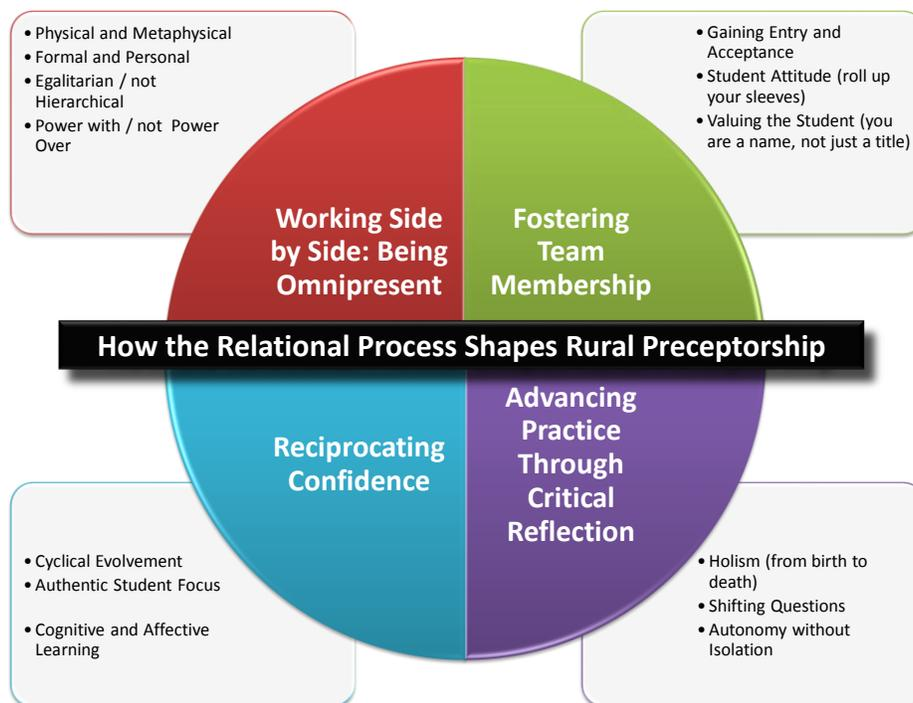 • Physical and Metaphysical
• Formal and Personal
• Egalitarian / not
Hierarchical
• Power with / not Power
Over
• Gaining Entry and
Acceptance
• Student Attitude (roll up
your sleeves)
• Valuing the Student (you
are a name, not just a title)
Working Side
by Side: Being
Omnipresent
Fostering
Team
Membership
How the Relational Process Shapes Rural Preceptorship
Reciprocating
Confidence
Advancing
Practice
Through
Critical
Reflection
• Cyclical Evolvement
• Authentic Student Focus
• Cognitive and Affective
Learning
• Holism (from birth to
death)
• Shifting Questions
• Autonomy without
Isolation